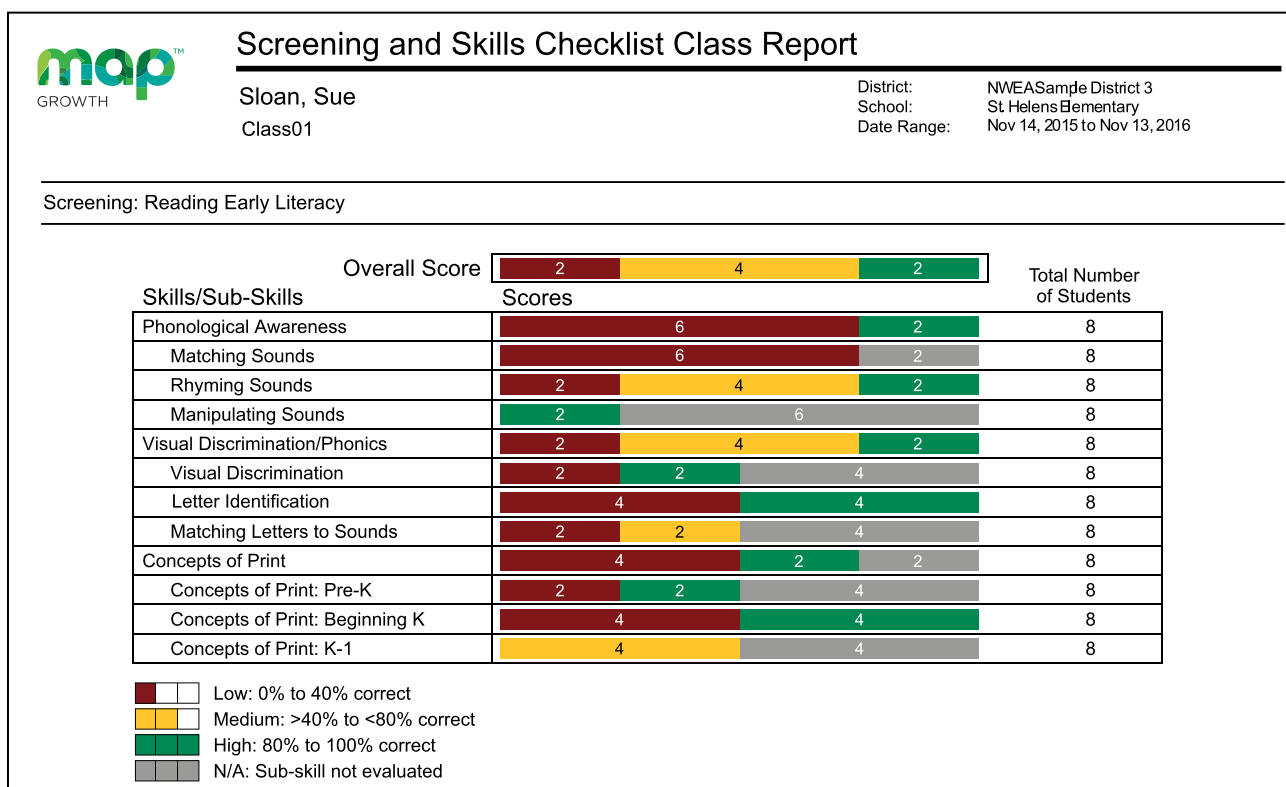 map™
GROWTH
Screening and Skills Checklist Class Report
Sloan, Sue
Class01
District: NWEASample District 3
School: St. Helens Elementary
Date Range: Nov 14, 2015 to Nov 13, 2016
Screening: Reading Early Literacy
Overall Score 2 4 2
Total Number
of Students
Skills/Sub-Skills Scores
Phonological Awareness 6 2 8
Matching Sounds 6 2 8
Rhyming Sounds 2 4 2 8
Manipulating Sounds 2 6 8
Visual Discrimination/Phonics 2 4 2 8
Visual Discrimination 2 2 4 8
Letter Identification 4 4 8
Matching Letters to Sounds 2 2 4 8
Concepts of Print 4 2 2 8
Concepts of Print: Pre-K 2 2 4 8
Concepts of Print: Beginning K 4 4 8
Concepts of Print: K-1 4 4 8
Low: 0% to 40% correct
Medium: >40% to <80% correct
High: 80% to 100% correct
N/A: Sub-skill not evaluated